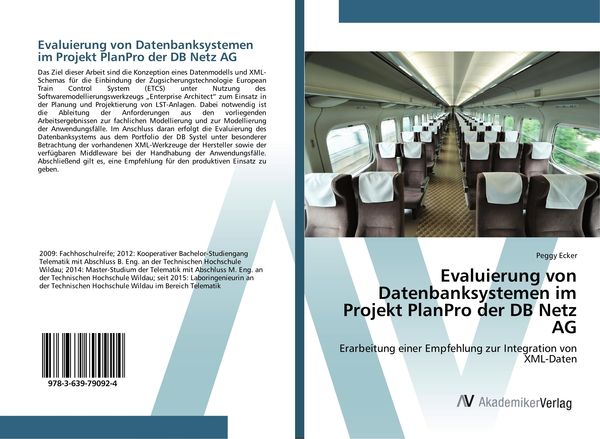 Evaluierung von Datenbanksystemen
im Projekt PlanPro der DB Netz AG
Das Ziel dieser Arbeit sind die Konzeption eines Datenmodells und XML-
Schemas für die Einbindung der Zugsicherungstechnologie European
Train Control System (ETCS) unter Nutzung des
Softwaremodellierungswerkzeugs „Enterprise Architect“ zum Einsatz in
der Planung und Projektierung von LST-Anlagen. Dabei notwendig ist
die Ableitung der Anforderungen aus den vorliegenden
Arbeitsergebnissen zur fachlichen Modellierung und zur Modellierung
der Anwendungsfälle. Im Anschluss daran erfolgt die Evaluierung des
Datenbanksystems aus dem Portfolio der DB Systel unter besonderer
Betrachtung der vorhandenen XML-Werkzeuge der Hersteller sowie der
verfügbaren Middleware bei der Handhabung der Anwendungsfälle.
Abschließend gilt es, eine Empfehlung für den produktiven Einsatz zu
geben.
2009: Fachhoschulreife; 2012: Kooperativer Bachelor-Studiengang
Telematik mit Abschluss B. Eng. an der Technischen Hochschule
Wildau; 2014: Master-Studium der Telematik mit Abschluss M. Eng. an
der Technischen Hochschule Wildau; seit 2015: Laboringenieurin an
der Technischen Hochschule Wildau im Bereich Telematik
978-3-639-79092-4
Peggy Ecker
Evaluierung von
Datenbanksystemen im
Projekt PlanPro der DB Netz
AG
Erarbeitung einer Empfehlung zur Integration von
XML-Daten
AV AkademikerVerlag